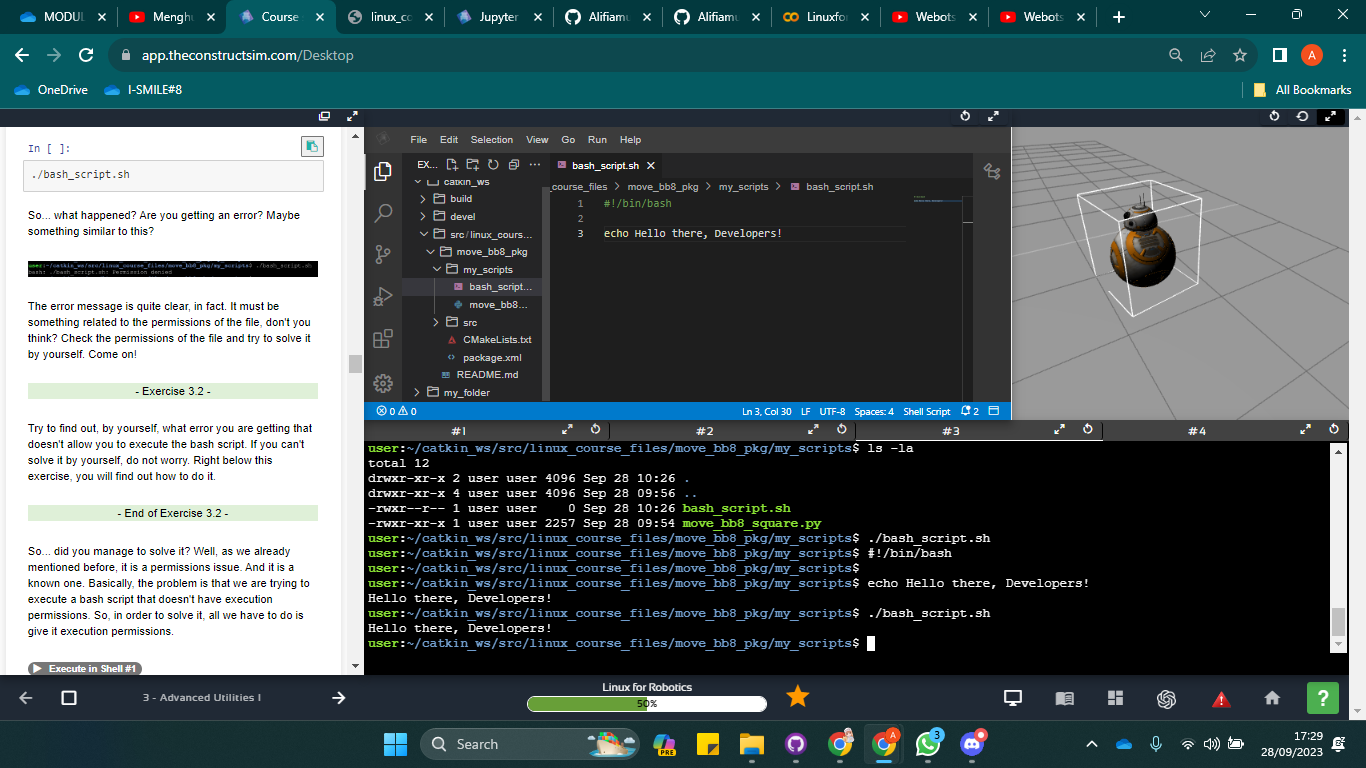 MODUL
Menghu
Course
linux_co
Jupyter
Alifiamu
Alifiamu
Linuxfor
Webots
Webots
app.theconstructsim.com/Desktop
A
OneDrive
I-SMILE#8
All Bookmarks
In [ ]:
./bash_script.sh
So... what happened? Are you getting an error? Maybe
something similar to this?
user:~/catkin_ws/src/linux_course_files/move_bb8_pkg/my_scripts$ ./bash_script.sh
bash: ./bash_script.sh: Permission denied
The error message is quite clear, in fact. It must be
something related to the permissions of the file, don't you
think? Check the permissions of the file and try to solve it
by yourself. Come on!
- Exercise 3.2 -
Try to find out, by yourself, what error you are getting that
doesn't allow you to execute the bash script. If you can't
solve it by yourself, do not worry. Right below this
exercise, you will find out how to do it.
- End of Exercise 3.2 -
So... did you manage to solve it? Well, as we already
mentioned before, it is a permissions issue. And it is a
known one. Basically, the problem is that we are trying to
execute a bash script that doesn't have execution
permissions. So, in order to solve it, all we have to do is
give it execution permissions.
Execute in Shell #1
File Edit Selection View Go Run Help
EX...
catkin_ws
build
devel
src/linux_cours...
move_bb8_pkg
my_scripts
bash_script...
move_bb8...
src
CMakeLists.txt
package.xml
README.md
my_folder
bash_script.sh
_course_files > move_bb8_pkg > my_scripts > bash_script.sh
1 #!/bin/bash
2
3 echo Hello there, Developers!
0 0
Ln 3, Col 30 LF UTF-8 Spaces: 4 Shell Script 2
#1
#2
#3
#4
user:~/catkin_ws/src/linux_course_files/move_bb8_pkg/my_scripts$ ls -la
total 12
drwxr-xr-x 2 user user 4096 Sep 28 10:26 .
drwxr-xr-x 4 user user 4096 Sep 28 09:56 ..
-rwxr--r-- 1 user user    0 Sep 28 10:26 bash_script.sh
-rwxr-xr-x 1 user user 2257 Sep 28 09:54 move_bb8_square.py
user:~/catkin_ws/src/linux_course_files/move_bb8_pkg/my_scripts$ ./bash_script.sh
user:~/catkin_ws/src/linux_course_files/move_bb8_pkg/my_scripts$ #!/bin/bash
user:~/catkin_ws/src/linux_course_files/move_bb8_pkg/my_scripts$
user:~/catkin_ws/src/linux_course_files/move_bb8_pkg/my_scripts$ echo Hello there, Developers!
Hello there, Developers!
user:~/catkin_ws/src/linux_course_files/move_bb8_pkg/my_scripts$ ./bash_script.sh
Hello there, Developers!
user:~/catkin_ws/src/linux_course_files/move_bb8_pkg/my_scripts$
3 - Advanced Utilities I
Linux for Robotics
50%
?
Search
PRE
A
3
17:29
28/09/2023